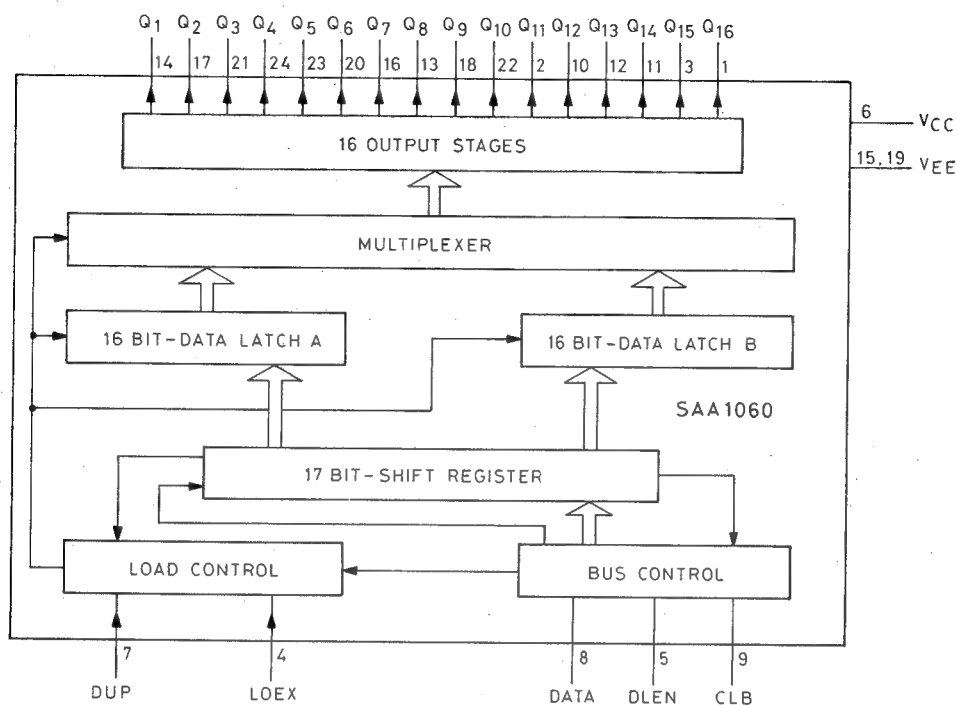 Q1 Q2 Q3 Q4 Q5 Q6 Q7 Q8 Q9 Q10 Q11 Q12 Q13 Q14 Q15 Q16
14 17 21 24 23 20 16 13 18 22 2 10 12 11 3 1
6 VCC
16 OUTPUT STAGES
15,19 VEE
MULTIPLEXER
16 BIT-DATA LATCH A
16 BIT-DATA LATCH B
SAA1060
17 BIT-SHIFT REGISTER
LOAD CONTROL
BUS CONTROL
7 4 8 5 9
DUP LOEX DATA DLEN CLB